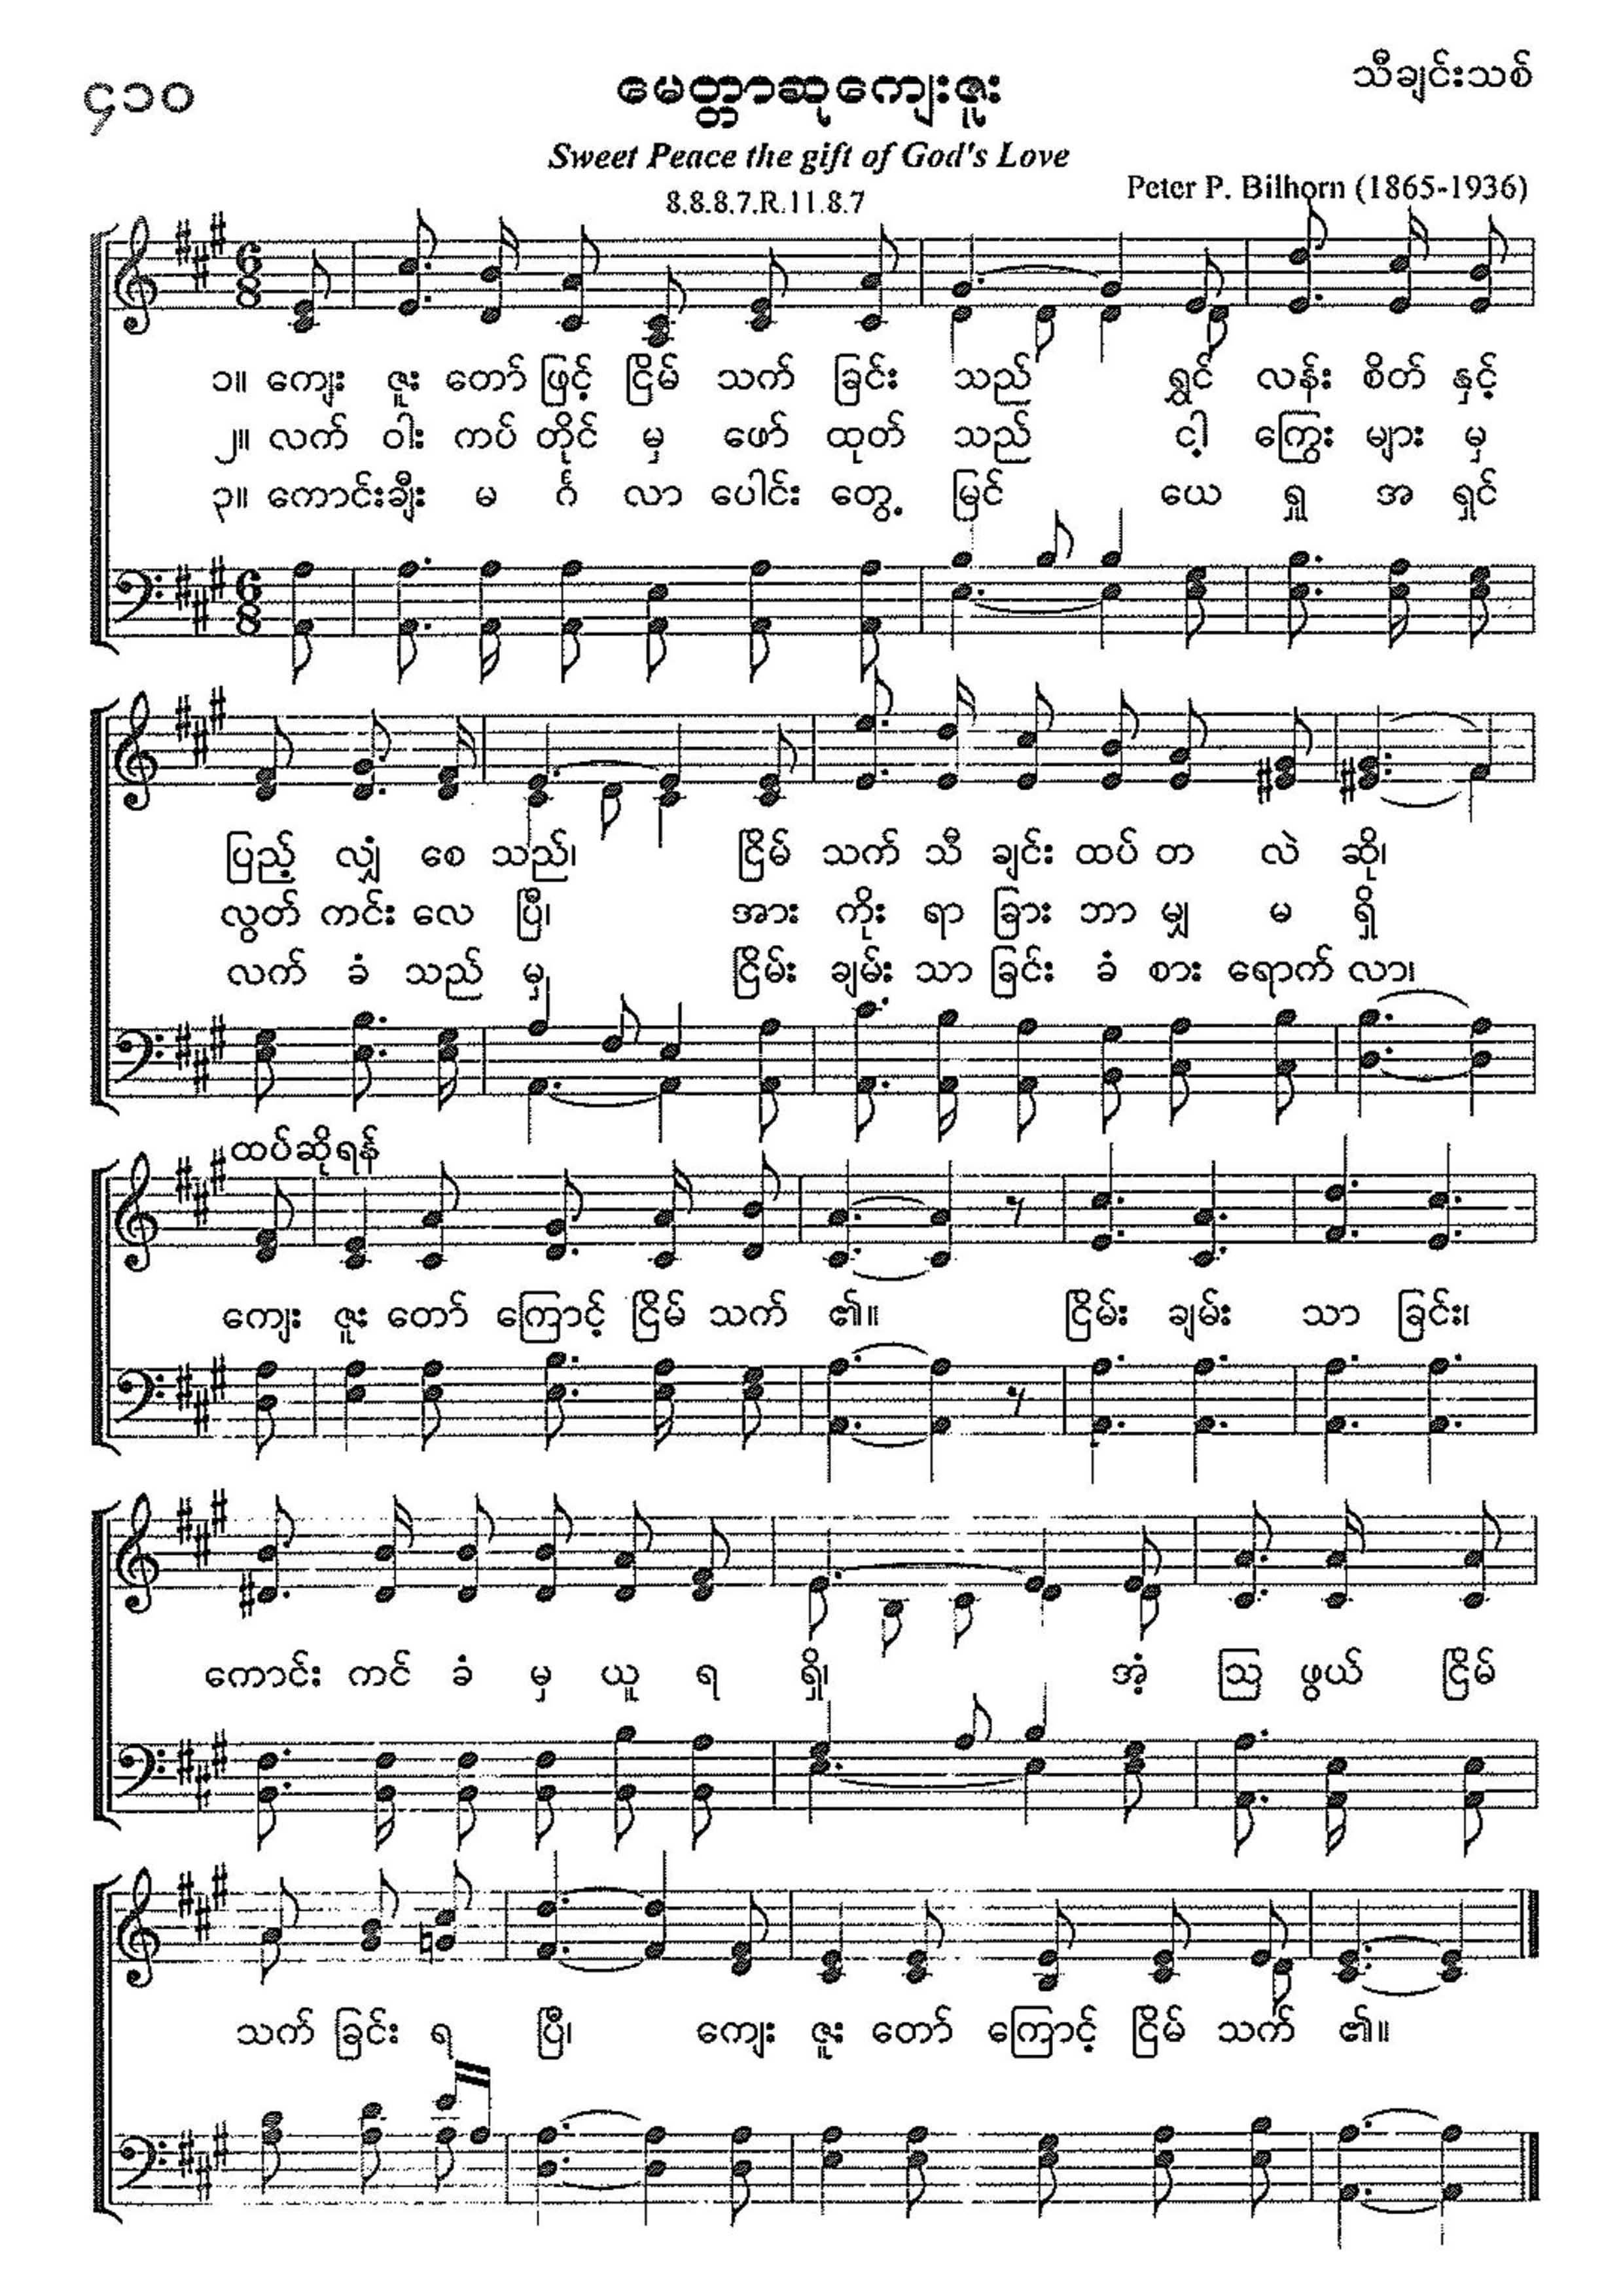 ၄၁၀
မေတ္တာဆုကျေးဇူး
သီချင်းသစ်
Sweet Peace the gift of God's Love
8.8.8.7.R.11.8.7
Peter P. Bilhorn (1865-1936)
၁။ ကျေး ဇူး တော် ဖြင့် ငြိမ် သက် ခြင်း သည် ရွှင် လန်း စိတ် နှင့်
၂။ လက် ဝါး ကပ် တိုင် မှ ဖော် ထုတ် သည် ငါ့ ကြွေး များ မှ
၃။ ကောင်းချီး မ င်္ဂ လာ ပေါင်း တွေ့ မြင် ယေ ရှု အ ရှင်
ပြည့် လျှံ စေ သည်၊ ငြိမ် သက် သီ ချင်း ထပ် တ လဲ ဆို၊
လွတ် ကင်း လေ ပြီ၊ အား ကိုး ရာ ခြား ဘာ မျှ မ ရှိ
လက် ခံ သည် မှ ငြိမ်း ချမ်း သာ ခြင်း ခံ စား ရောက် လာ၊
ထပ်ဆိုရန်
ကျေး ဇူး တော် ကြောင့် ငြိမ် သက် ၏။ ငြိမ်း ချမ်း သာ ခြင်း၊
ကောင်း ကင် ခံ မှ ယူ ရ ရှိ၊ အံ့ ဩ ဖွယ် ငြိမ်
သက် ခြင်း ရ ပြီ၊ ကျေး ဇူး တော် ကြောင့် ငြိမ် သက် ၏။